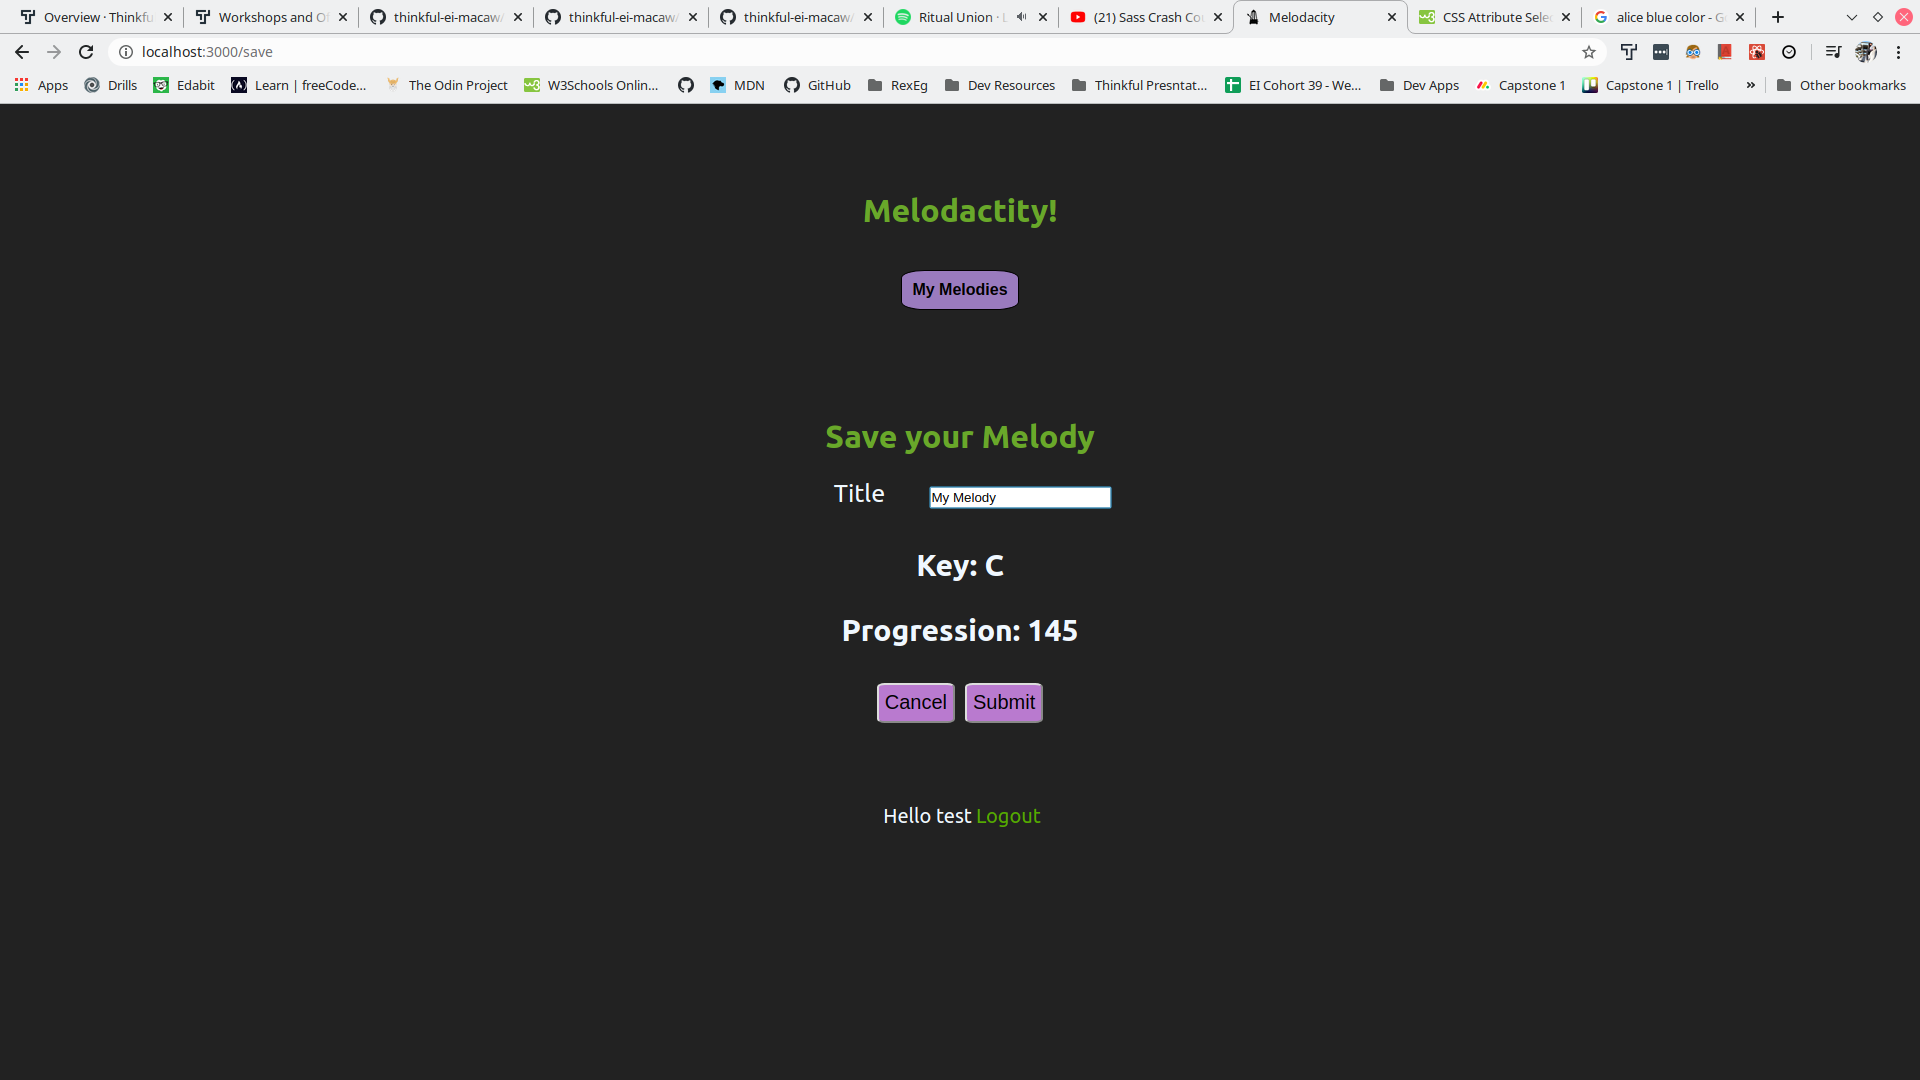 Overview · Thinkfu
Workshops and Of
thinkful-ei-macaw/
thinkful-ei-macaw/
thinkful-ei-macaw/
Ritual Union · L
(21) Sass Crash Co
Melodacity
CSS Attribute Selec
alice blue color - G
localhost:3000/save
Apps
Drills
Edabit
Learn | freeCode...
The Odin Project
W3Schools Onlin...
MDN
GitHub
RexEg
Dev Resources
Thinkful Presntat...
EI Cohort 39 - We...
Dev Apps
Capstone 1
Capstone 1 | Trello
»
Other bookmarks
Melodactity!
My Melodies
Save your Melody
Title My Melody
Key: C
Progression: 145
Cancel Submit
Hello test Logout